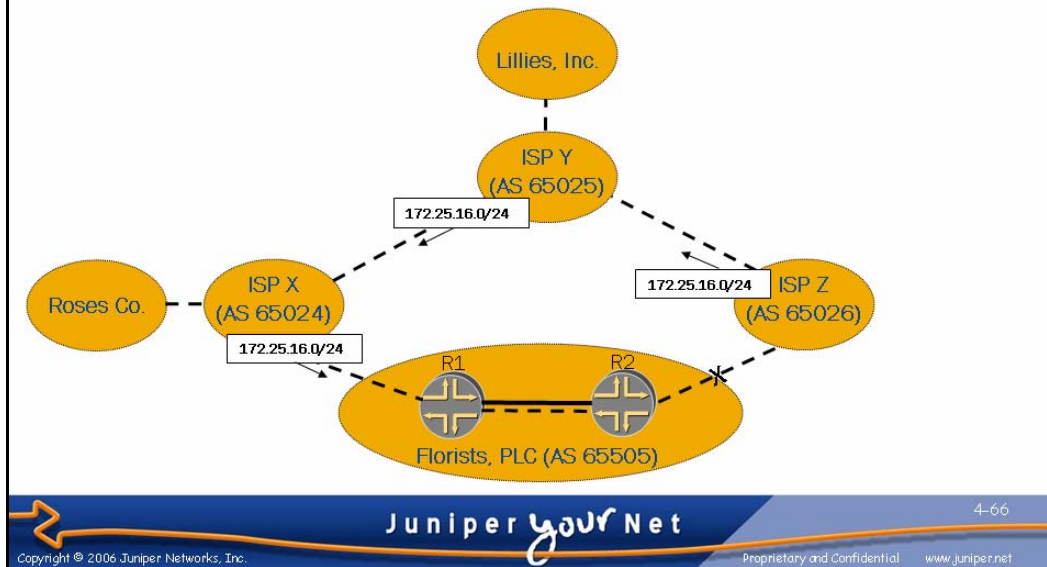 Lillies, Inc.
ISP Y
(AS 65025)
172.25.16.0/24
172.25.16.0/24
ISP X
(AS 65024)
ISP Z
(AS 65026)
Roses Co.
172.25.16.0/24
R1
R2
Florists, PLC (AS 65505)
Juniper your Net
4-66
Copyright © 2006 Juniper Networks, Inc.
Proprietary and Confidential
www.juniper.net